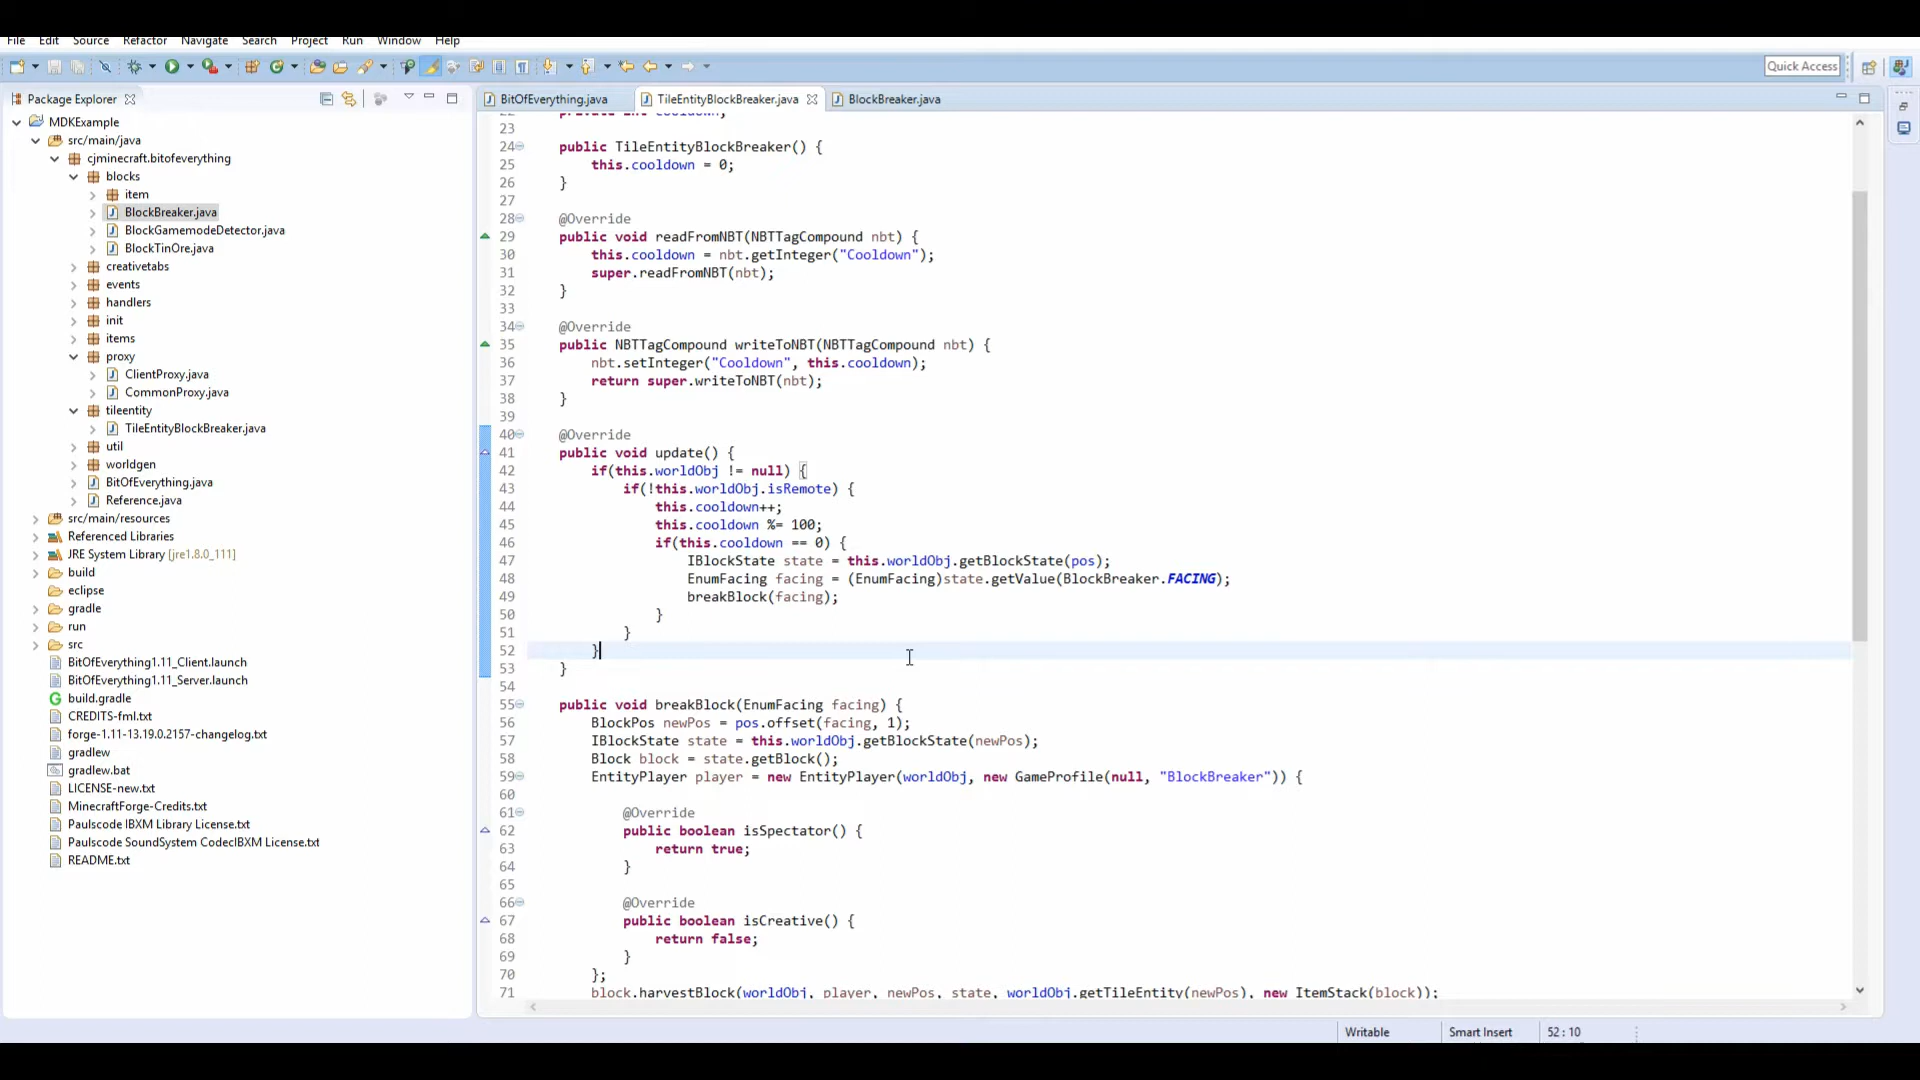 File Edit Source Refactor Navigate Search Project Run Window Help
Quick Access
Package Explorer
MDKExample
src/main/java
cjminecraft.bitofeverything
blocks
item
BlockBreaker.java
BlockGamemodeDetector.java
BlockTinOre.java
creativetabs
events
handlers
init
items
proxy
ClientProxy.java
CommonProxy.java
tileentity
TileEntityBlockBreaker.java
util
worldgen
BitOfEverything.java
Reference.java
src/main/resources
Referenced Libraries
JRE System Library [jre1.8.0_111]
build
eclipse
gradle
run
src
BitOfEverything1.11_Client.launch
BitOfEverything1.11_Server.launch
build.gradle
CREDITS-fml.txt
forge-1.11-13.19.0.2157-changelog.txt
gradlew
gradlew.bat
LICENSE-new.txt
MinecraftForge-Credits.txt
Paulscode IBXM Library License.txt
Paulscode SoundSystem CodecIBXM License.txt
README.txt
BitOfEverything.java TileEntityBlockBreaker.java BlockBreaker.java
22 private int cooldown;
23
24 public TileEntityBlockBreaker() {
25 this.cooldown = 0;
26 }
27
28 @Override
29 public void readFromNBT(NBTTagCompound nbt) {
30 this.cooldown = nbt.getInteger("Cooldown");
31 super.readFromNBT(nbt);
32 }
33
34 @Override
35 public NBTTagCompound writeToNBT(NBTTagCompound nbt) {
36 nbt.setInteger("Cooldown", this.cooldown);
37 return super.writeToNBT(nbt);
38 }
39
40 @Override
41 public void update() {
42 if(this.worldObj != null) {
43 if(!this.worldObj.isRemote) {
44 this.cooldown++;
45 this.cooldown %= 100;
46 if(this.cooldown == 0) {
47 IBlockState state = this.worldObj.getBlockState(pos);
48 EnumFacing facing = (EnumFacing)state.getValue(BlockBreaker.FACING);
49 breakBlock(facing);
50 }
51 }
52 }
53 }
54
55 public void breakBlock(EnumFacing facing) {
56 BlockPos newPos = pos.offset(facing, 1);
57 IBlockState state = this.worldObj.getBlockState(newPos);
58 Block block = state.getBlock();
59 EntityPlayer player = new EntityPlayer(worldObj, new GameProfile(null, "BlockBreaker")) {
60
61 @Override
62 public boolean isSpectator() {
63 return true;
64 }
65
66 @Override
67 public boolean isCreative() {
68 return false;
69 }
70 };
71 block.harvestBlock(worldObj, player, newPos, state, worldObj.getTileEntity(newPos), new ItemStack(block));
Writable Smart Insert 52 : 10